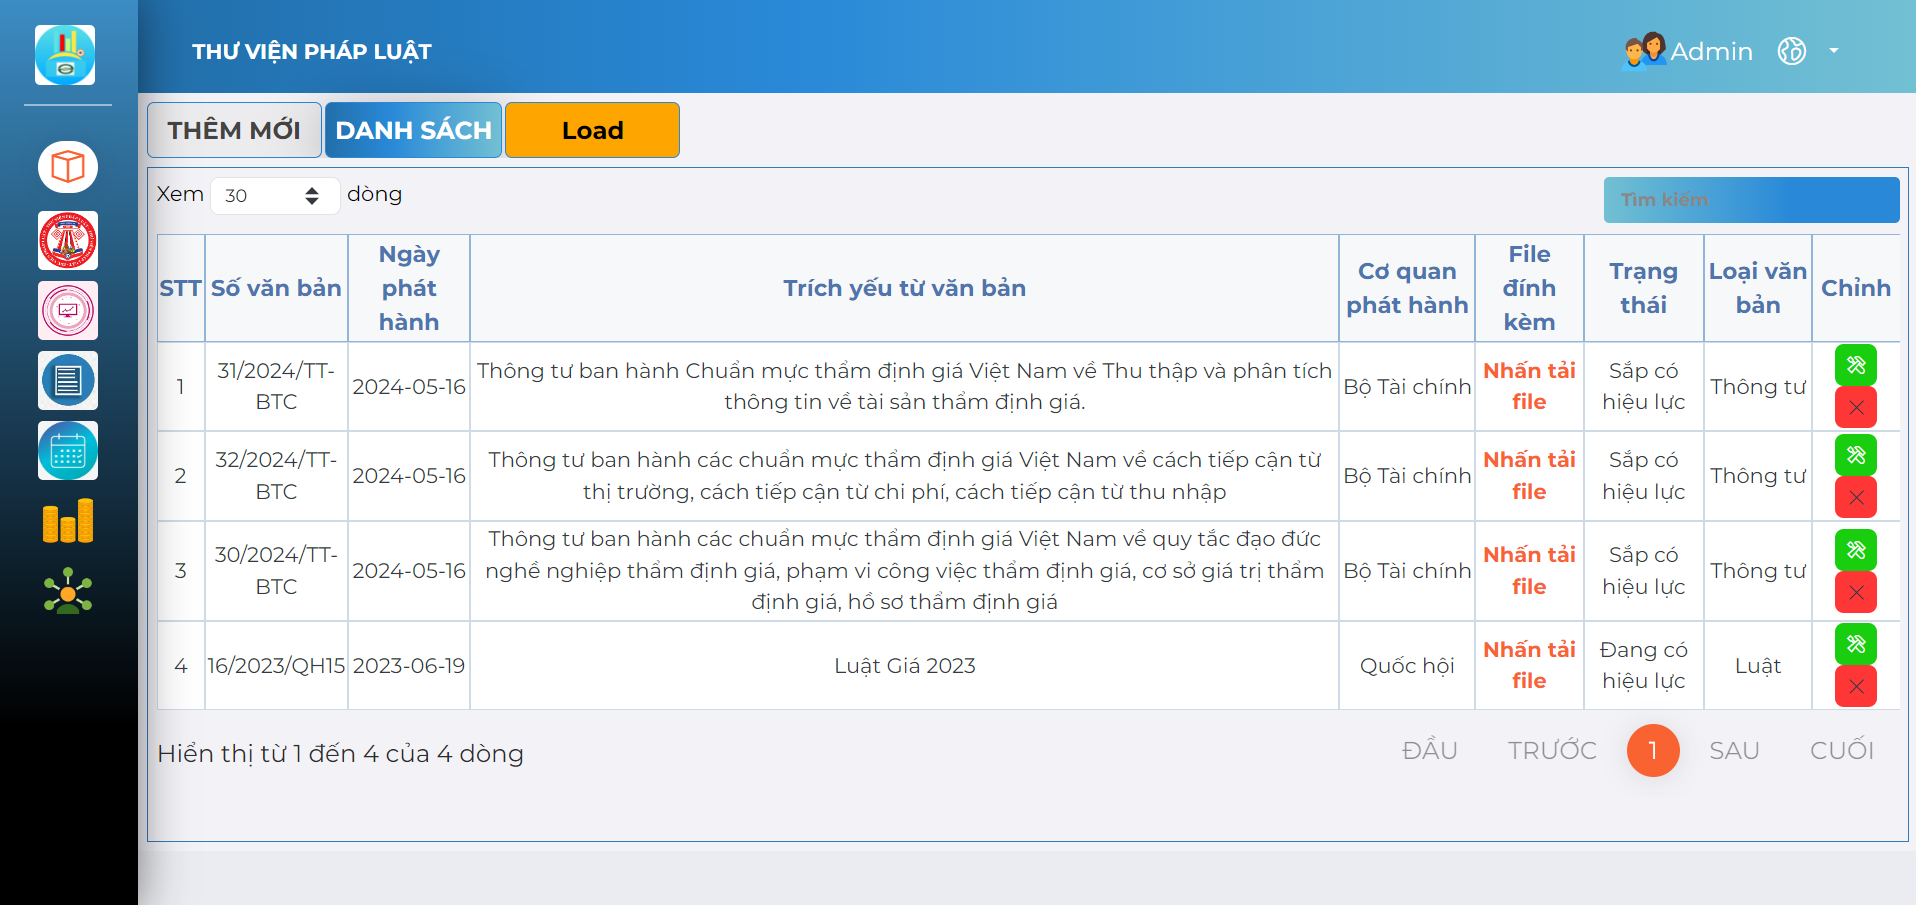 THƯ VIỆN PHÁP LUẬT
Admin
THÊM MỚI
DANH SÁCH
Load
Xem 30 dòng
Tìm kiếm
STT
Số văn bản
Ngày
phát
hành
Trích yếu từ văn bản
Cơ quan
phát hành
File
đính
kèm
Trạng
thái
Loại văn
bản
Chỉnh
1
31/2024/TT-
BTC
2024-05-16
Thông tư ban hành Chuẩn mực thẩm định giá Việt Nam về Thu thập và phân tích
thông tin về tài sản thẩm định giá.
Bộ Tài chính
Nhấn tải
file
Sắp có
hiệu lực
Thông tư
2
32/2024/TT-
BTC
2024-05-16
Thông tư ban hành các chuẩn mực thẩm định giá Việt Nam về cách tiếp cận từ
thị trường, cách tiếp cận từ chi phí, cách tiếp cận từ thu nhập
Bộ Tài chính
Nhấn tải
file
Sắp có
hiệu lực
Thông tư
3
30/2024/TT-
BTC
2024-05-16
Thông tư ban hành các chuẩn mực thẩm định giá Việt Nam về quy tắc đạo đức
nghề nghiệp thẩm định giá, phạm vi công việc thẩm định giá, cơ sở giá trị thẩm
định giá, hồ sơ thẩm định giá
Bộ Tài chính
Nhấn tải
file
Sắp có
hiệu lực
Thông tư
4
16/2023/QH15
2023-06-19
Luật Giá 2023
Quốc hội
Nhấn tải
file
Đang có
hiệu lực
Luật
Hiển thị từ 1 đến 4 của 4 dòng
ĐẦU
TRƯỚC
1
SAU
CUỐI